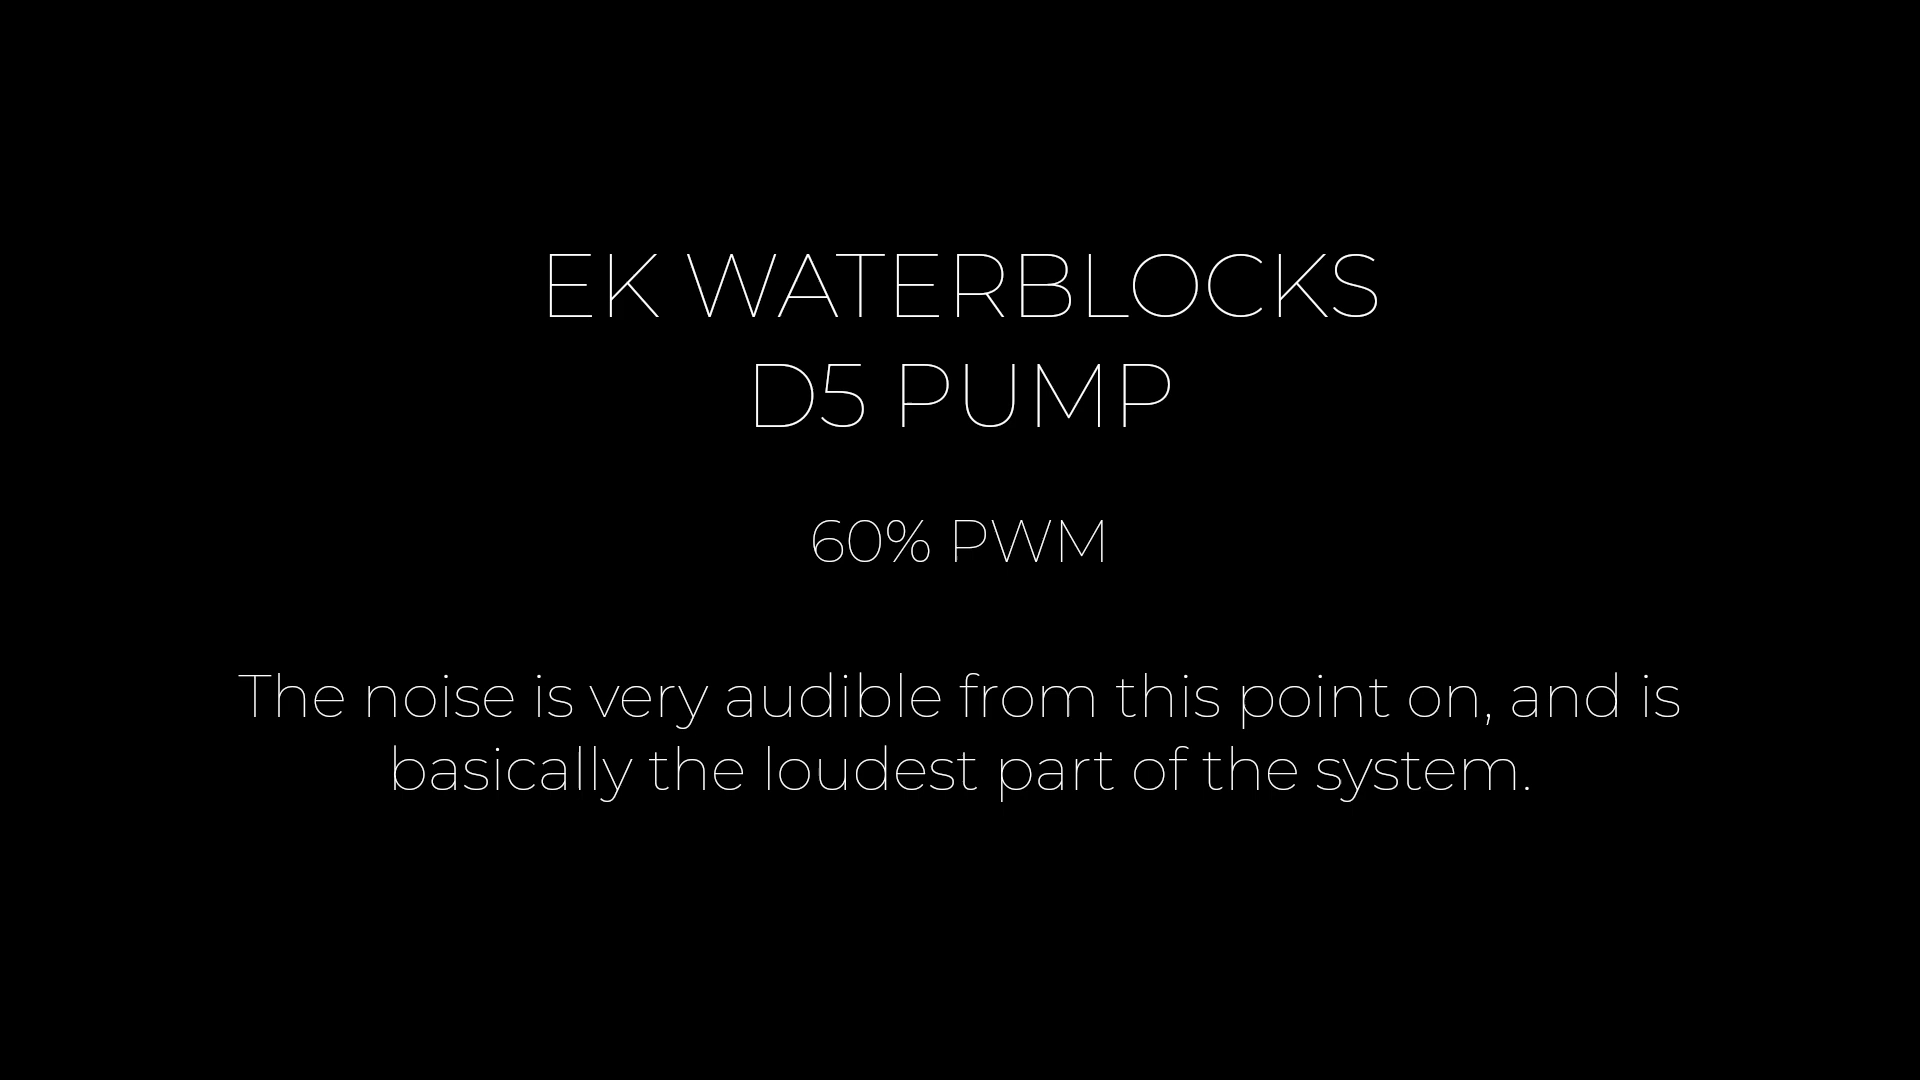 EK WATERBLOCKS
D5 PUMP
60% PWM
The noise is very audible from this point on, and is
basically the loudest part of the system.